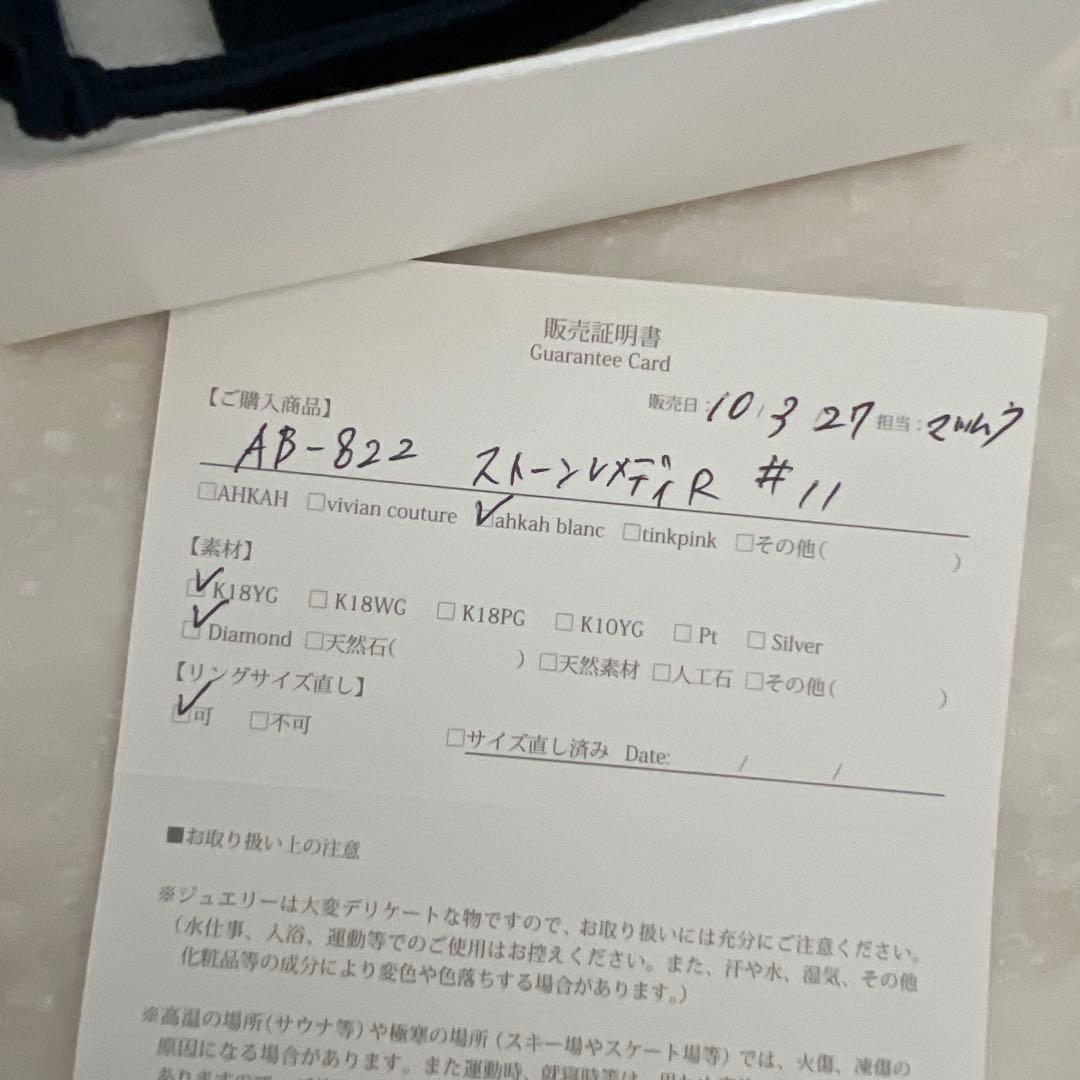 販売証明書
Guarantee Card
【ご購入商品】 販売日: 10/3 27 担当: マツムラ
AB-822 ストーンレメディR #11
□AHKAH □vivian couture ☑ahkah blanc □tinkpink □その他( )
【素材】
☑K18YG □K18WG □K18PG □K10YG □Pt □Silver
☑Diamond □天然石( ) □天然素材 □人工石 □その他( )
【リングサイズ直し】
☑可 □不可 □サイズ直し済み Date: / /
■お取り扱い上の注意
※ジュエリーは大変デリケートな物ですので、お取り扱いには充分にご注意ください。
(水仕事、入浴、運動等でのご使用はお控えください。また、汗や水、湿気、その他
化粧品等の成分により変色や色落ちする場合があります。)
※高温の場所(サウナ等)や極寒の場所(スキー場やスケート場等)では、火傷、凍傷の
原因になる場合があります。また運動時、就寝時等は、